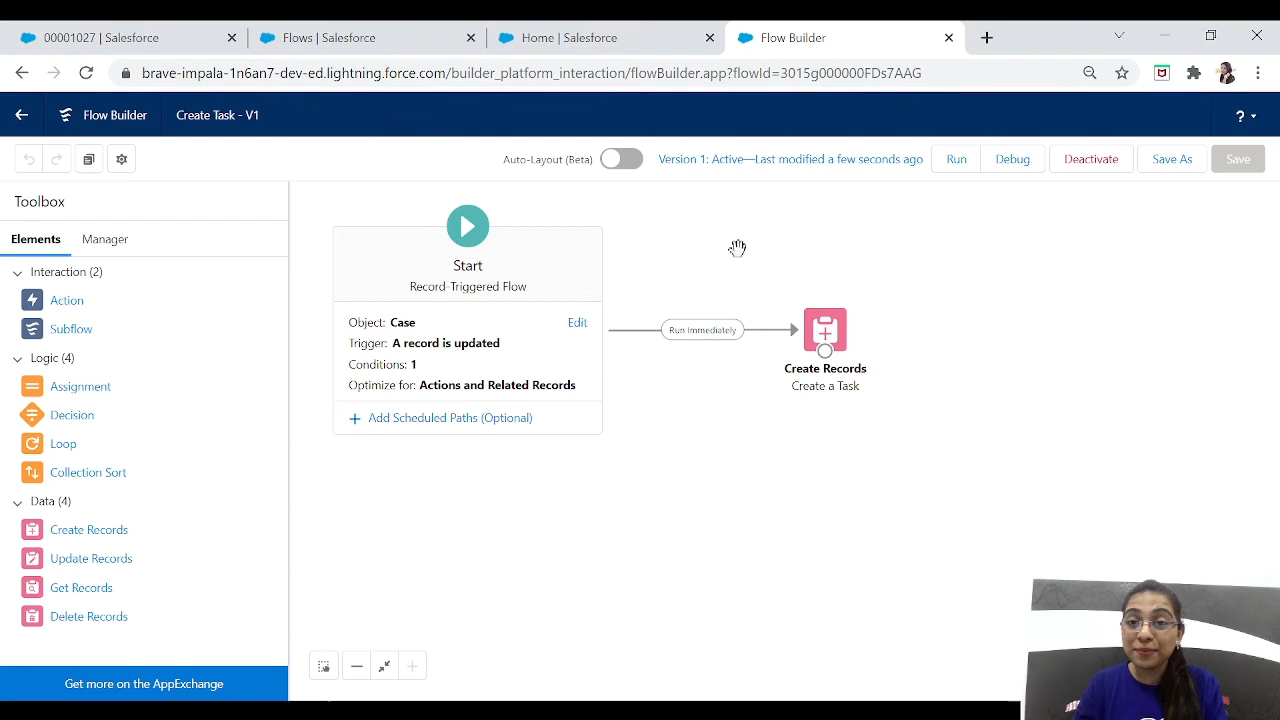 00001027 | Salesforce
Flows | Salesforce
Home | Salesforce
Flow Builder
brave-impala-1n6an7-dev-ed.lightning.force.com/builder_platform_interaction/flowBuilder.app?flowId=3015g000000FDs7AAG
Flow Builder
Create Task - V1
?
Auto-Layout (Beta)
Version 1: Active—Last modified a few seconds ago
Run
Debug
Deactivate
Save As
Save
Toolbox
Elements
Manager
Interaction (2)
Action
Subflow
Logic (4)
Assignment
Decision
Loop
Collection Sort
Data (4)
Create Records
Update Records
Get Records
Delete Records
Get more on the AppExchange
Start
Record-Triggered Flow
Object: Case
Edit
Trigger: A record is updated
Conditions: 1
Optimize for: Actions and Related Records
+ Add Scheduled Paths (Optional)
Run Immediately
Create Records
Create a Task